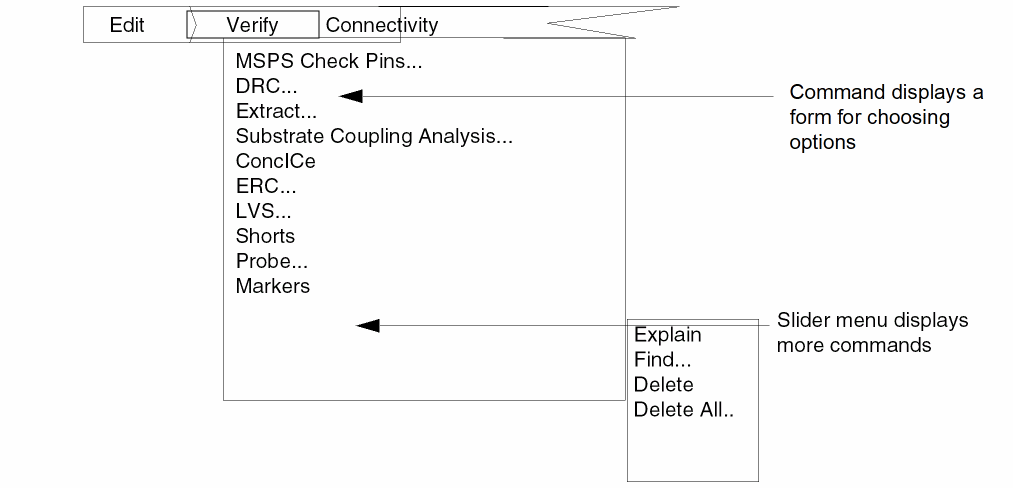 Edit Verify Connectivity
MSPS Check Pins...
DRC...
Extract...
Substrate Coupling Analysis...
ConcICe
ERC...
LVS...
Shorts
Probe...
Markers
Command displays a
form for choosing
options
Slider menu displays
more commands
Explain
Find...
Delete
Delete All..